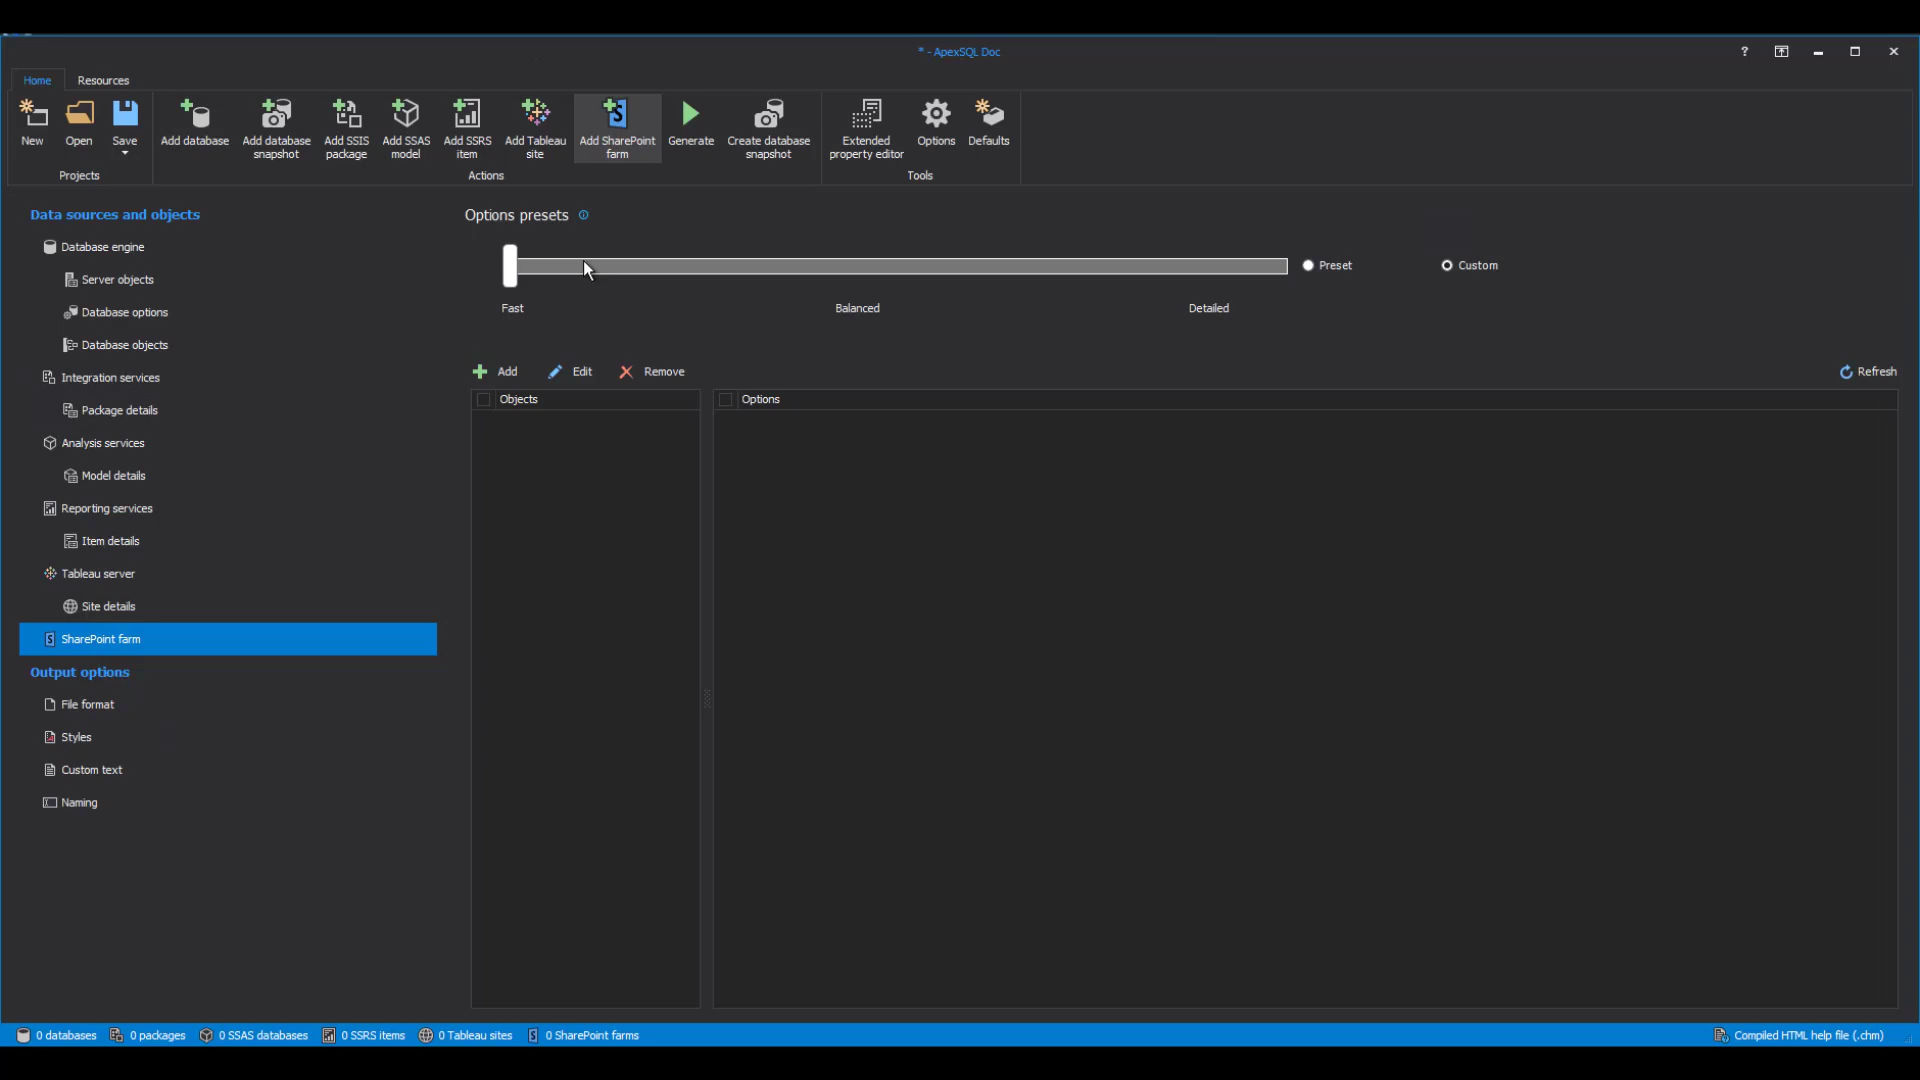 * - ApexSQL Doc
?
Home
Resources
New
Open
Save
Add database
Add database
snapshot
Add SSIS
package
Add SSAS
model
Add SSRS
item
Add Tableau
site
Add SharePoint
farm
Generate
Create database
snapshot
Extended
property editor
Options
Defaults
Projects
Actions
Tools
Data sources and objects
Database engine
Server objects
Database options
Database objects
Integration services
Package details
Analysis services
Model details
Reporting services
Item details
Tableau server
Site details
SharePoint farm
Output options
File format
Styles
Custom text
Naming
Options presets
Preset
Custom
Fast
Balanced
Detailed
Add
Edit
Remove
Refresh
Objects
Options
0 databases
0 packages
0 SSAS databases
0 SSRS items
0 Tableau sites
0 SharePoint farms
Compiled HTML help file (.chm)